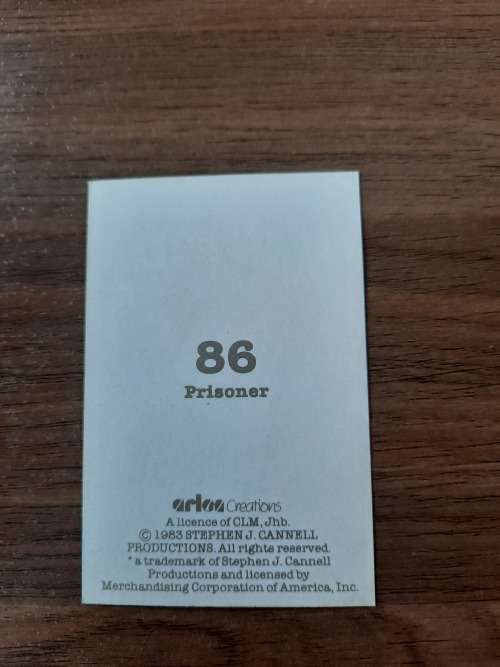 86
Prisoner
artos Creations
A licence of CLM, Jhb.
© 1983 STEPHEN J. CANNELL
PRODUCTIONS. All rights reserved.
* a trademark of Stephen J. Cannell
Productions and licensed by
Merchandising Corporation of America, Inc.